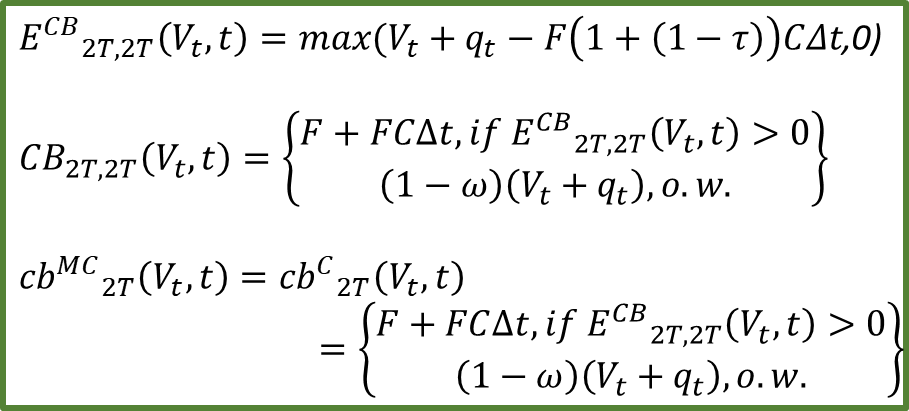 E^{CB}_{2T,2T}(V_t, t) = max(V_t + q_t − F(1 + (1 − τ))CΔt,0)
CB_{2T,2T}(V_t, t) = {F + FCΔt, if E^{CB}_{2T,2T}(V_t, t) > 0
(1 − ω)(V_t + q_t), o. w.}
cb^{MC}_{2T}(V_t, t) = cb^{C}_{2T}(V_t, t)
= {F + FCΔt, if E^{CB}_{2T,2T}(V_t, t) > 0
(1 − ω)(V_t + q_t), o. w.}